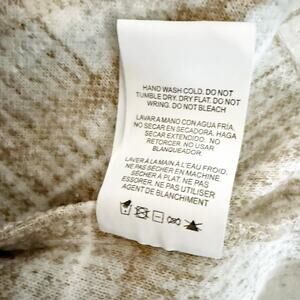 HAND WASH COLD. DO NOT
TUMBLE DRY. DRY FLAT. DO NOT
WRING. DO NOT BLEACH
LAVAR A MANO CON AGUA FRIA,
NO SECAR EN SECADORA. HAGA
SECAR EXTENDIDO. NO
RETORCER. NO USAR
BLANQUEADOR.
LAVER À LA MAIN À L'EAU FROID.
NE PAS SÉCHER EN MACHINE.
SÉCHER À PLAT. NE PAS
ESSORER. NE PAS UTILISER
AGENT DE BLANCHIMENT